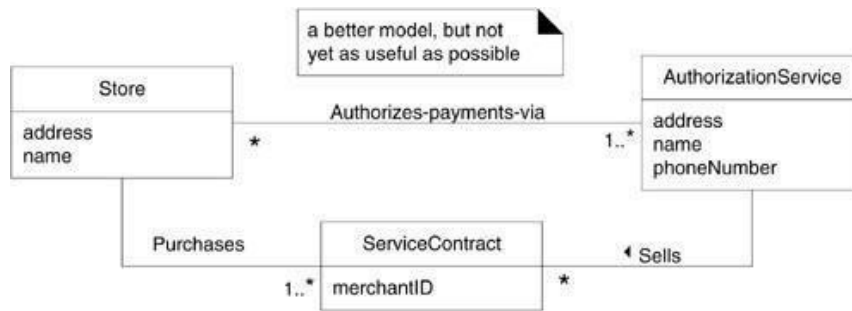 a better model, but not
yet as useful as possible
Store
address
name
AuthorizationService
address
name
phoneNumber
Authorizes-payments-via
*
1..*
Purchases
ServiceContract
merchantID
1..*
*
Sells